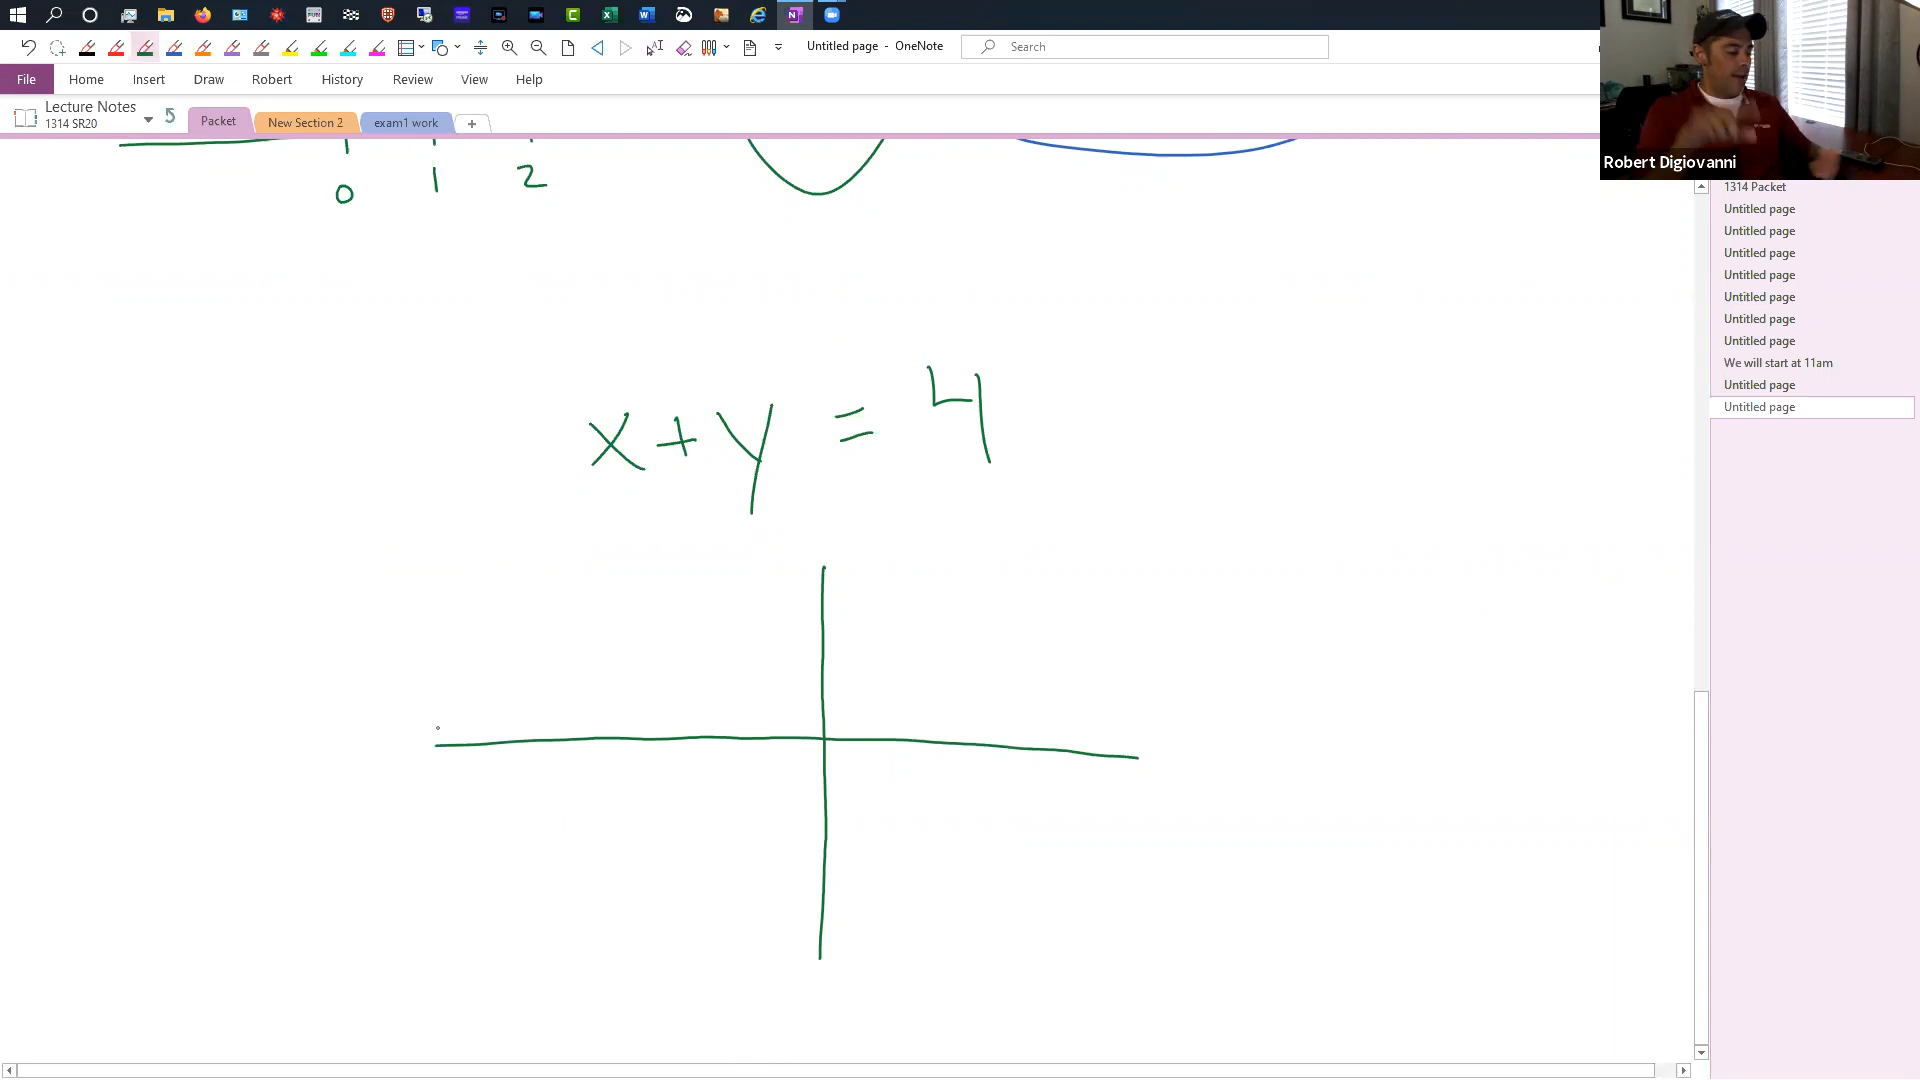 Untitled page - OneNote
Search
File Home Insert Draw Robert History Review View Help
Lecture Notes
1314 SR20
Packet
New Section 2
exam1 work
Robert Digiovanni
1314 Packet
Untitled page
Untitled page
Untitled page
Untitled page
Untitled page
Untitled page
Untitled page
We will start at 11am
Untitled page
Untitled page
0 1 2
x+y = 4